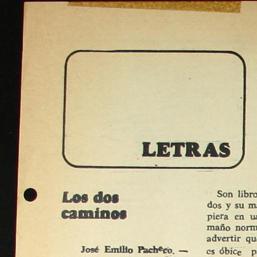 LETRAS
Los dos
caminos
José Emilio Pacheco. —
Son libro
dos y su m
piera en u
maño norm
advertir qu
es óbice p